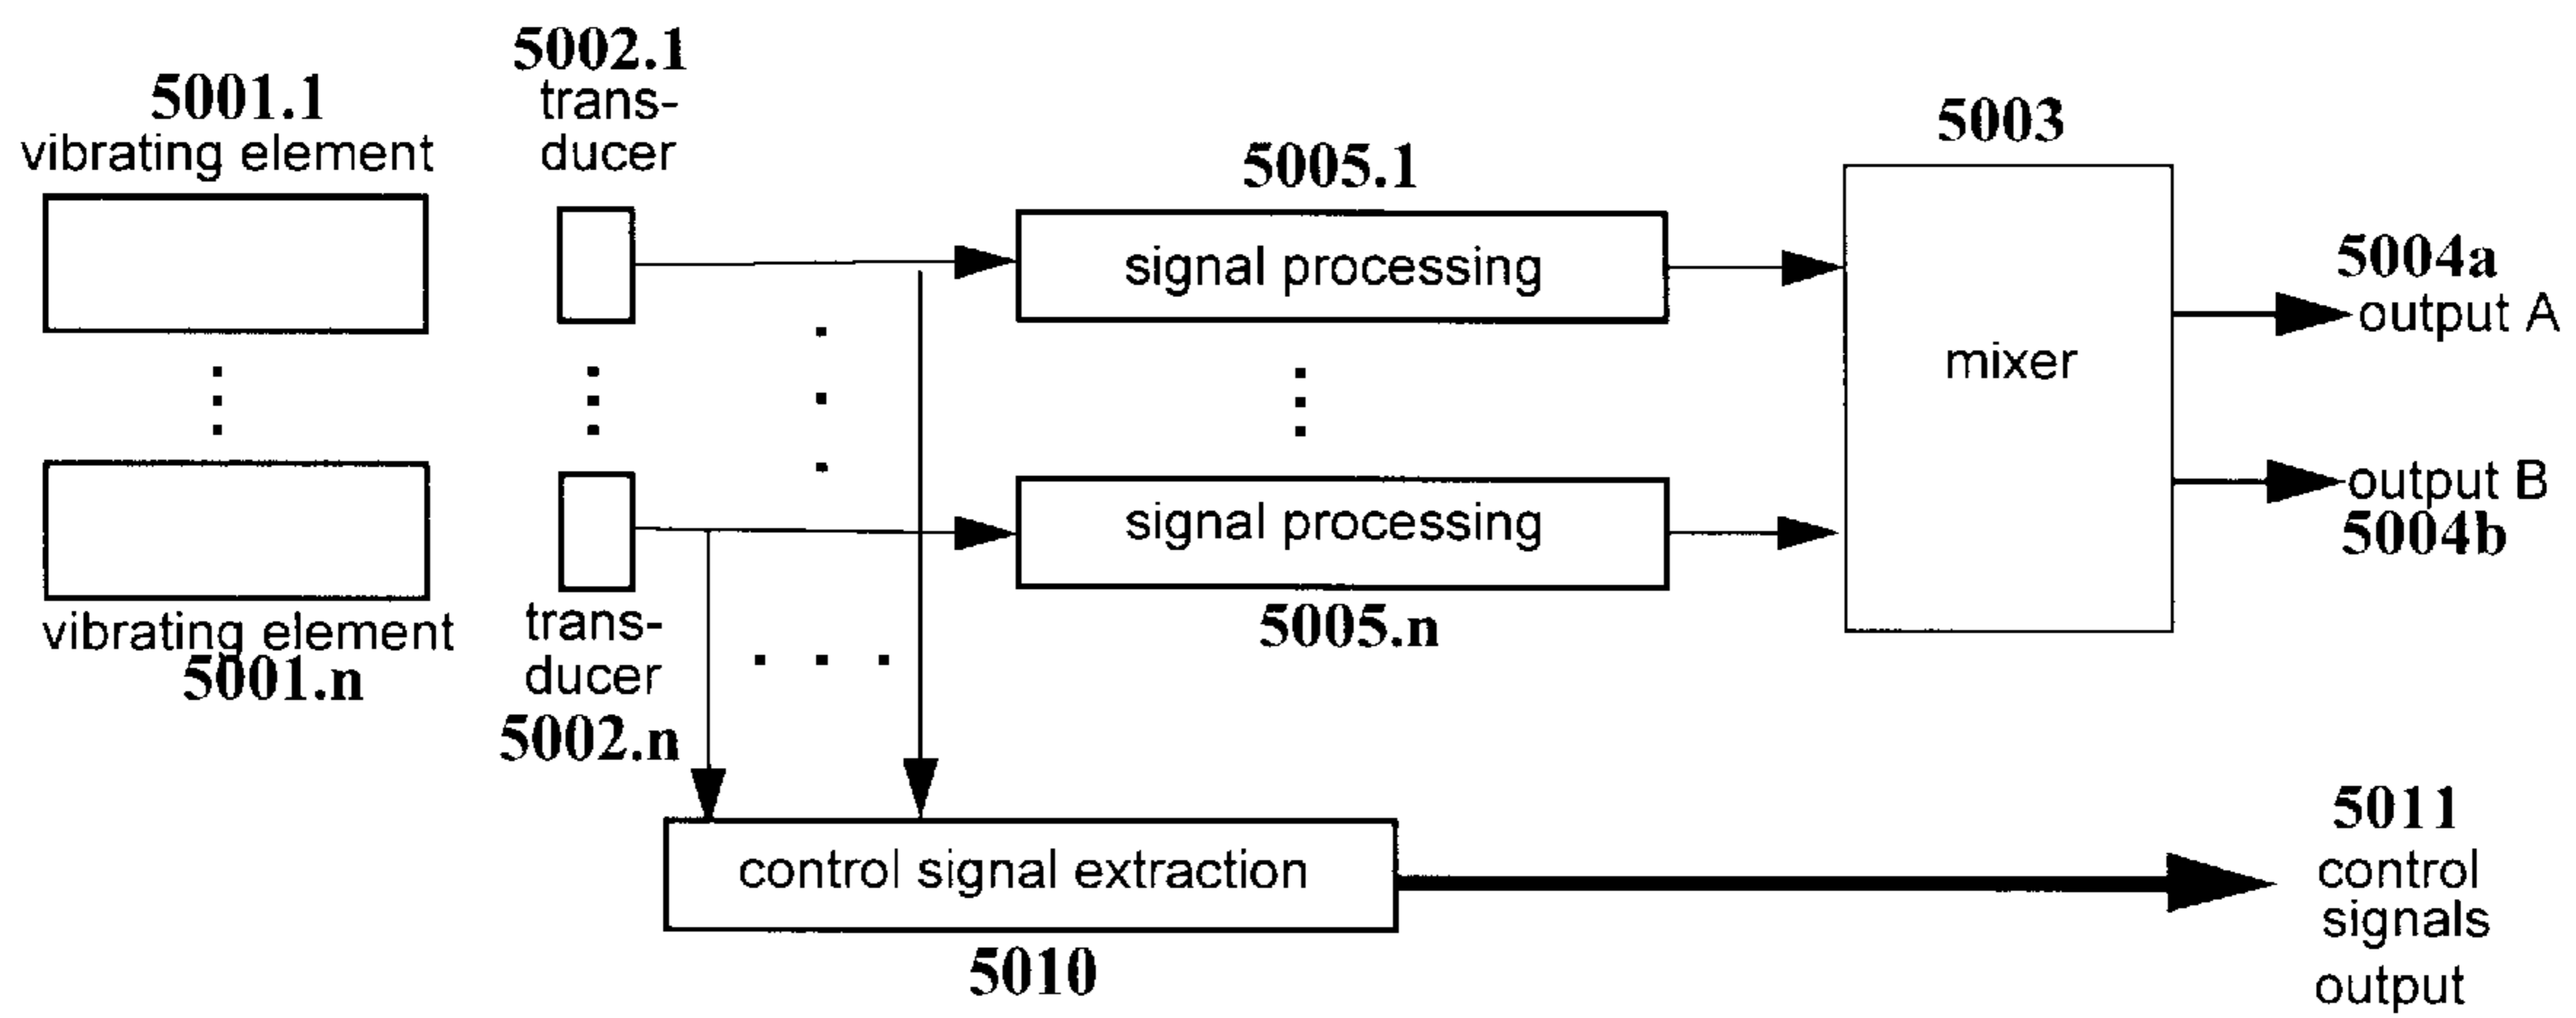 5001.1
vibrating element
5002.1
trans-
ducer
5005.1
signal processing
5003
mixer
5004a
output A
output B
5004b
signal processing
5005.n
vibrating element
5001.n
trans-
ducer
5002.n
control signal extraction
5010
5011
control
signals
output